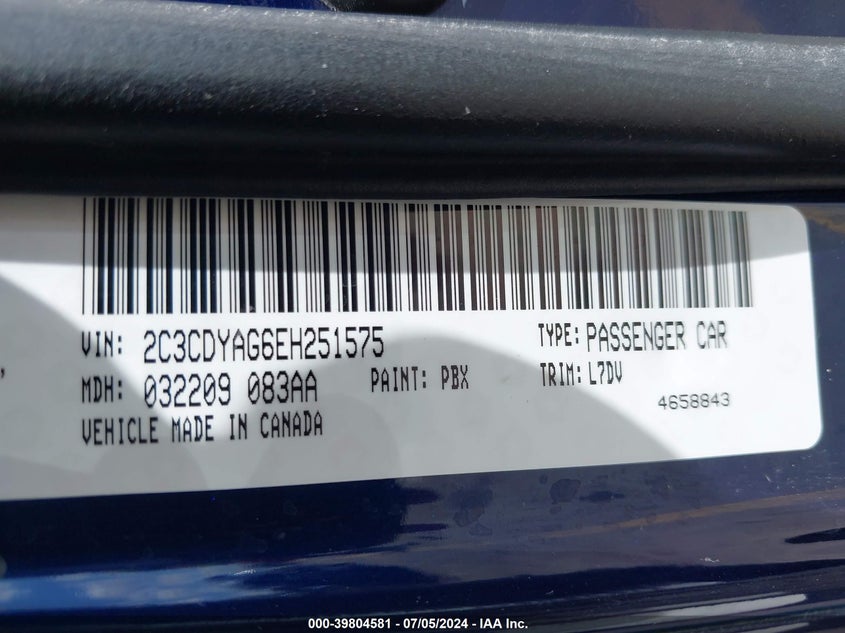 VIN: 2C3CDYAG6EH251575 TYPE: PASSENGER CAR
MDH: 032209 083AA PAINT: PBX TRIM: L7DV
VEHICLE MADE IN CANADA 4658843
000-39804581 - 07/05/2024 - IAA Inc.